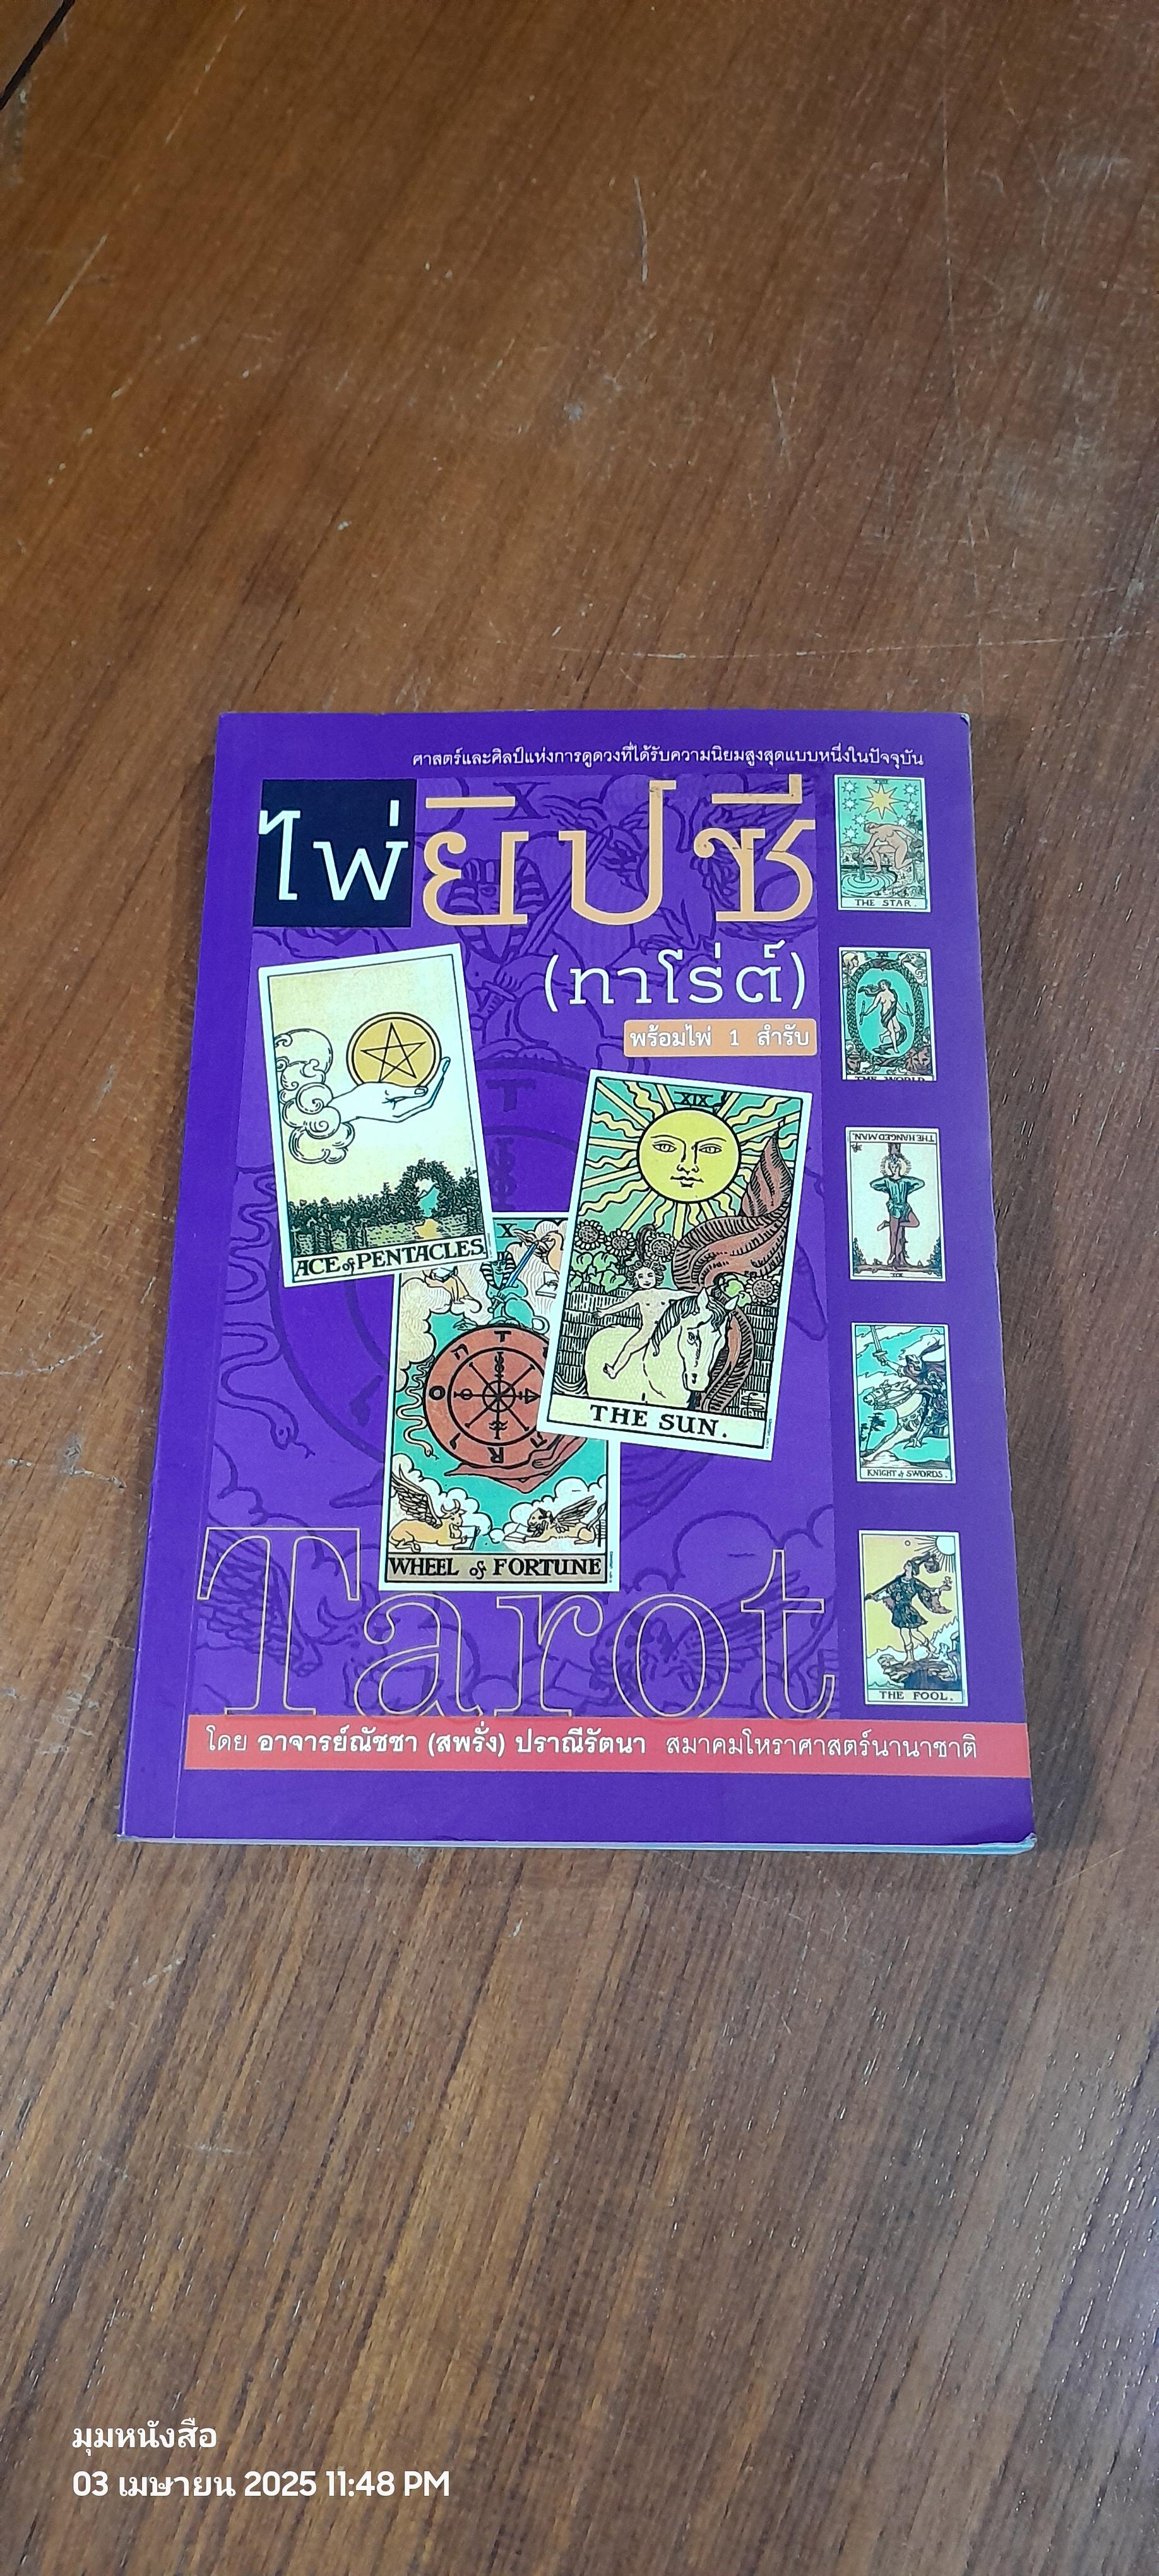 ศาสตร์และศิลป์แห่งการดูดวงที่ได้รับความนิยมสูงสุดแบบหนึ่งในปัจจุบัน
ไพ่ยิปซี
(ทาโร่ต์)
พร้อมไพ่ 1 สำรับ
ACE of PENTACLES
XIX
THE SUN.
X
WHEEL of FORTUNE
THE STAR.
THE WORLD
THE HANGED MAN.
XII
KNIGHT of SWORDS.
THE FOOL.
Tarot
โดย อาจารย์ณัชชา (สพรั่ง) ปราณีรัตนา สมาคมโหราศาสตร์นานาชาติ
มุมหนังสือ
03 เมษายน 2025 11:48 PM